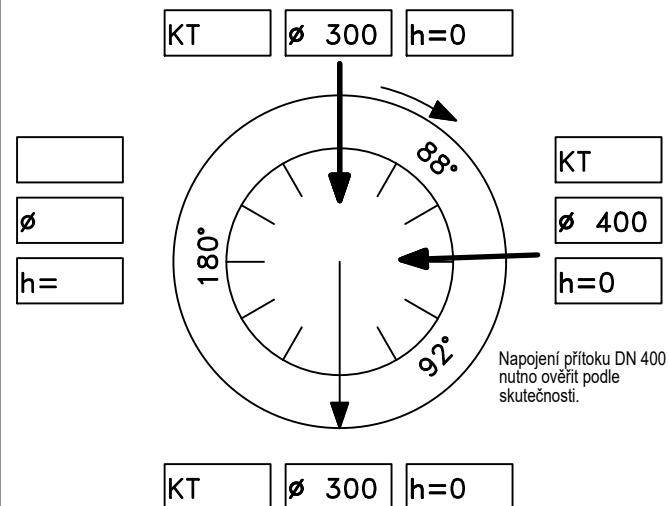 KT ø 300 h=0
88°
KT
ø ø 400
180°
h= h=0
92°
Napojení přítoku DN 400
nutno ověřit podle
skutečnosti.
KT ø 300 h=0